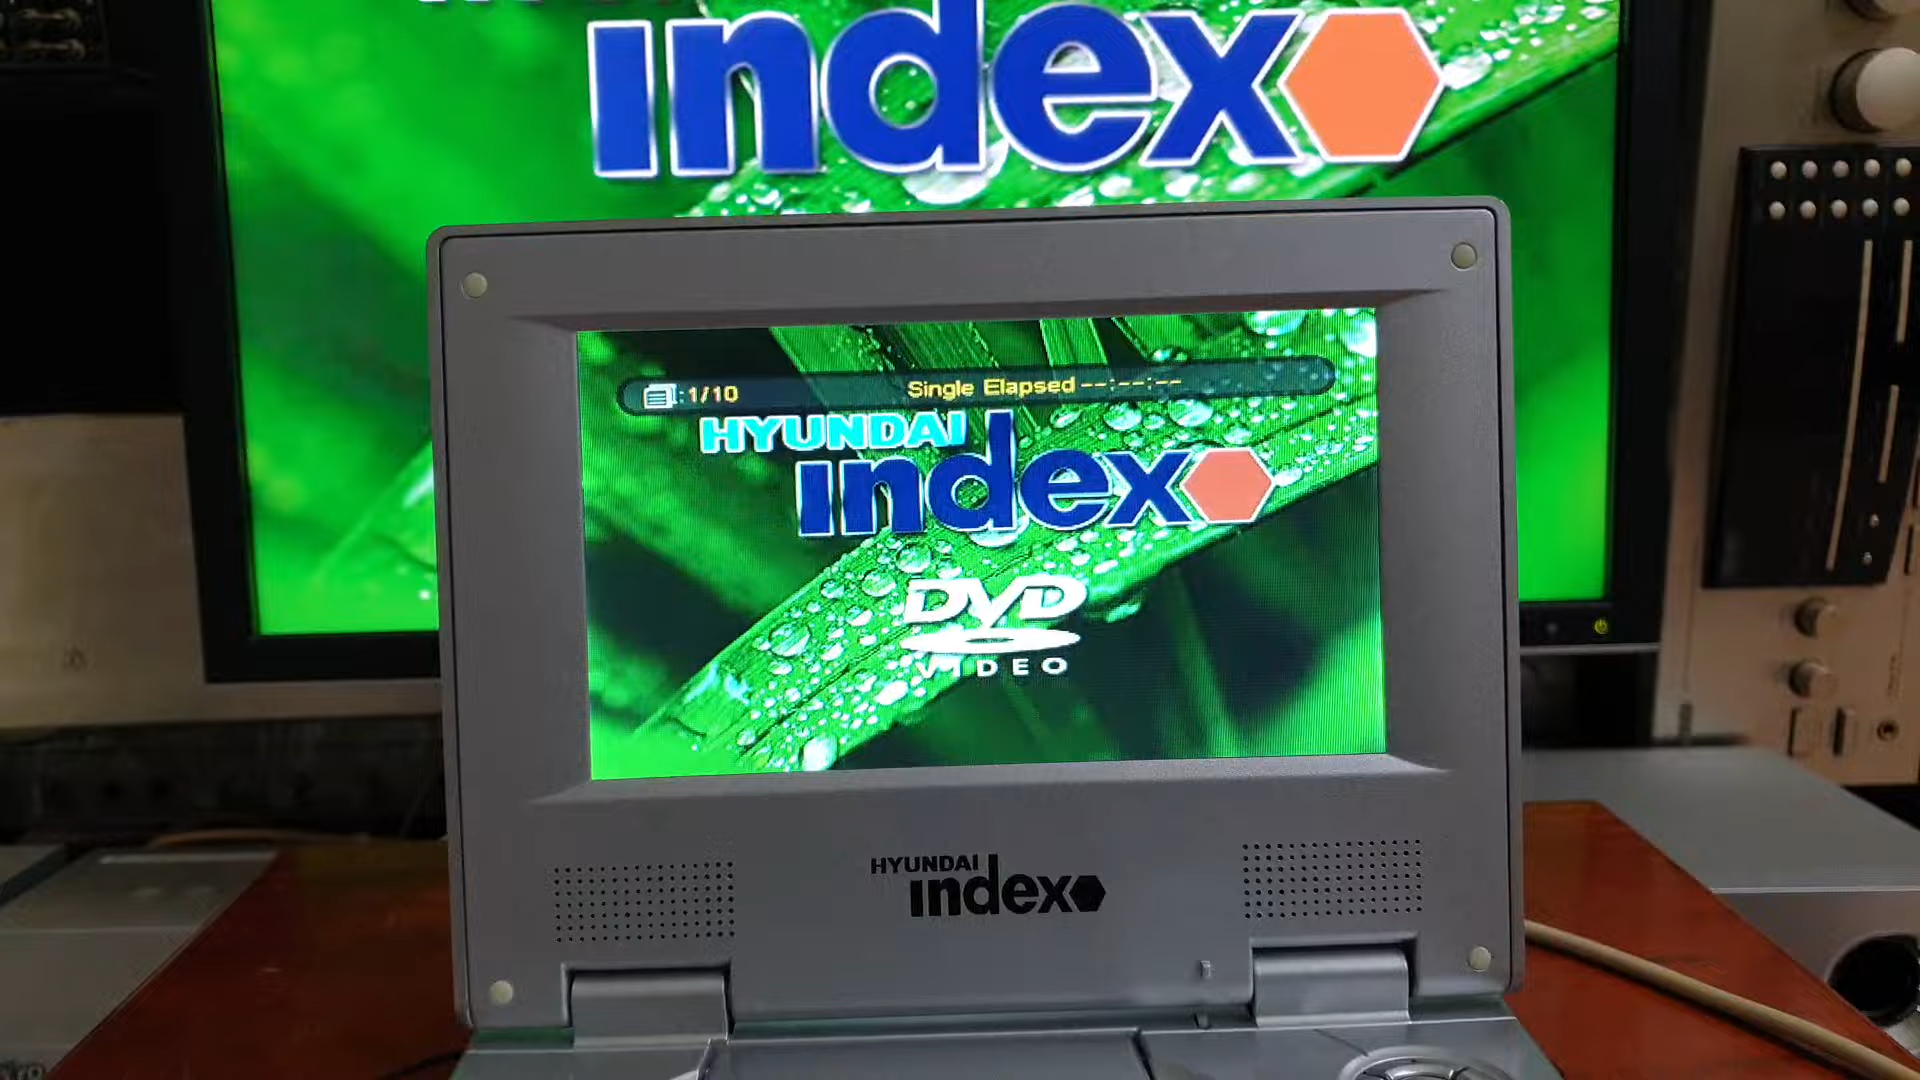 index
:1/10 Single Elapsed --:--:--
HYUNDAI
index
DVD
VIDEO
HYUNDAI
index